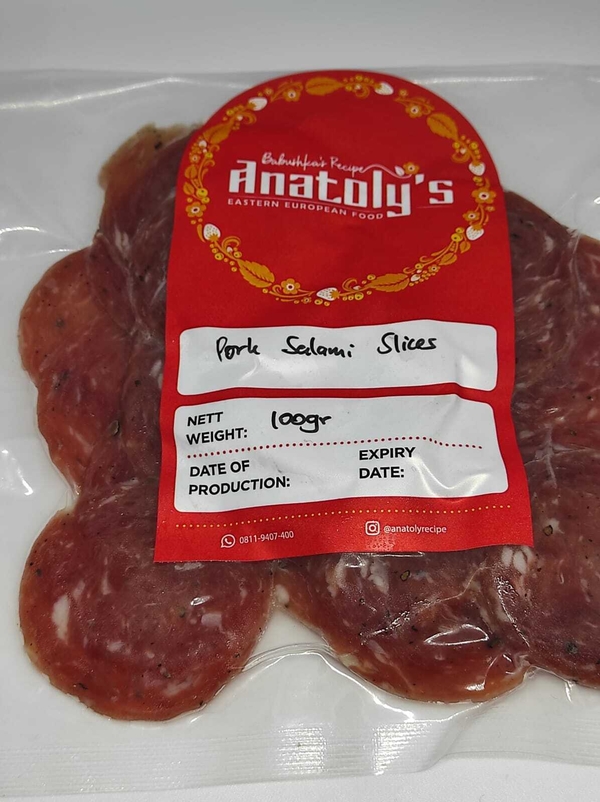 Babushka's Recipe
Anatoly's
EASTERN EUROPEAN FOOD
Pork Salami Slices
NETT
WEIGHT: 100gr
DATE OF
PRODUCTION:
EXPIRY
DATE:
0811-9407-400 @anatolyrecipe